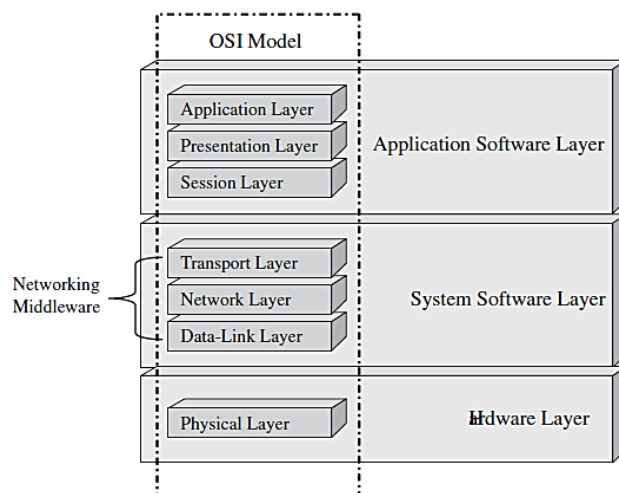 OSI Model
Application Layer
Presentation Layer
Session Layer
Application Software Layer
Networking
Middleware
Transport Layer
Network Layer
Data-Link Layer
System Software Layer
Physical Layer
Hardware Layer